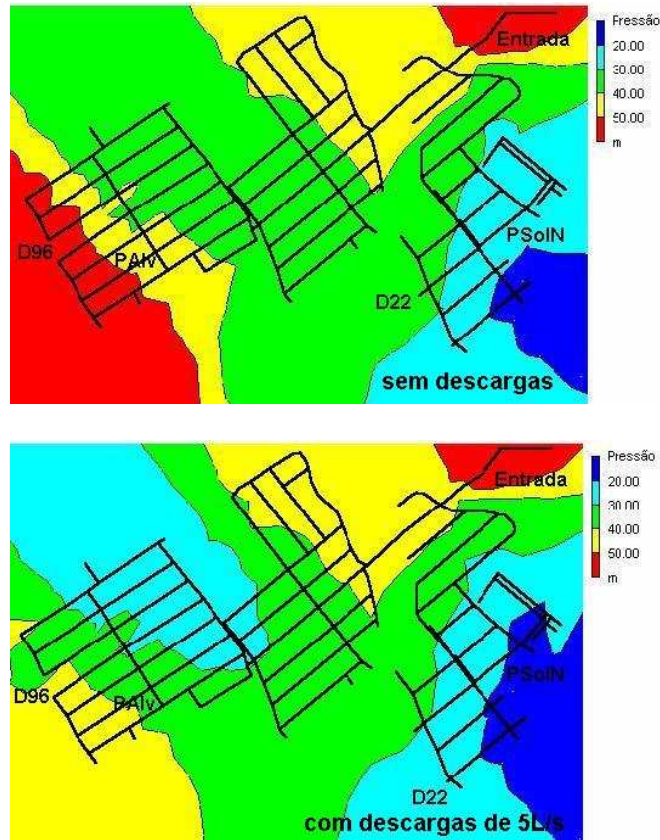 Pressão
Entrada
20.00
30.00
40.00
50.00
m
PSolN
D96
PAlv
D22
sem descargas
Pressão
Entrada
20.00
30.00
40.00
50.00
m
PSolN
D96
PAlv
D22
com descargas de 5L/s